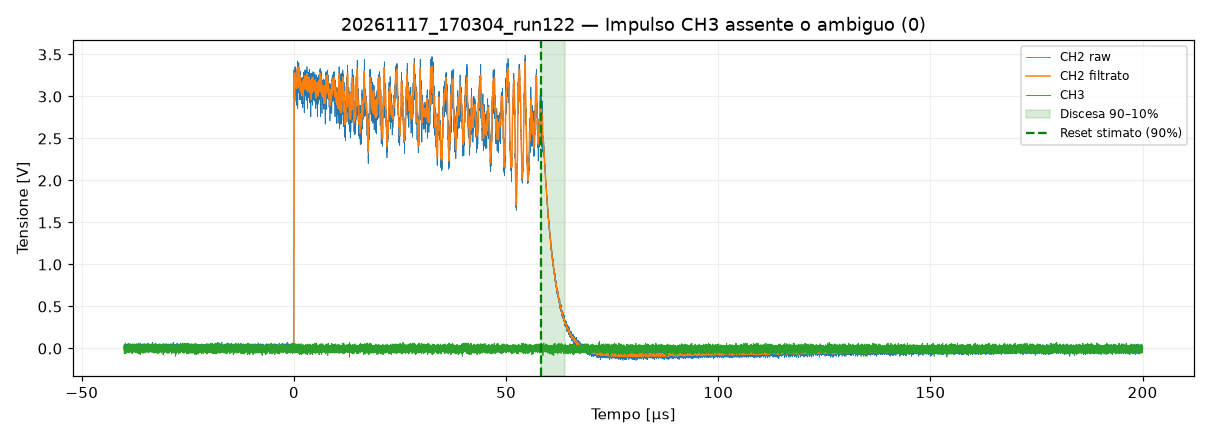 20261117_170304_run122 — Impulso CH3 assente o ambiguo (0)
CH2 raw
CH2 filtrato
CH3
Discesa 90–10%
Reset stimato (90%)
Tensione [V]
3.5
3.0
2.5
2.0
1.5
1.0
0.5
0.0
−50
0
50
100
150
200
Tempo [µs]